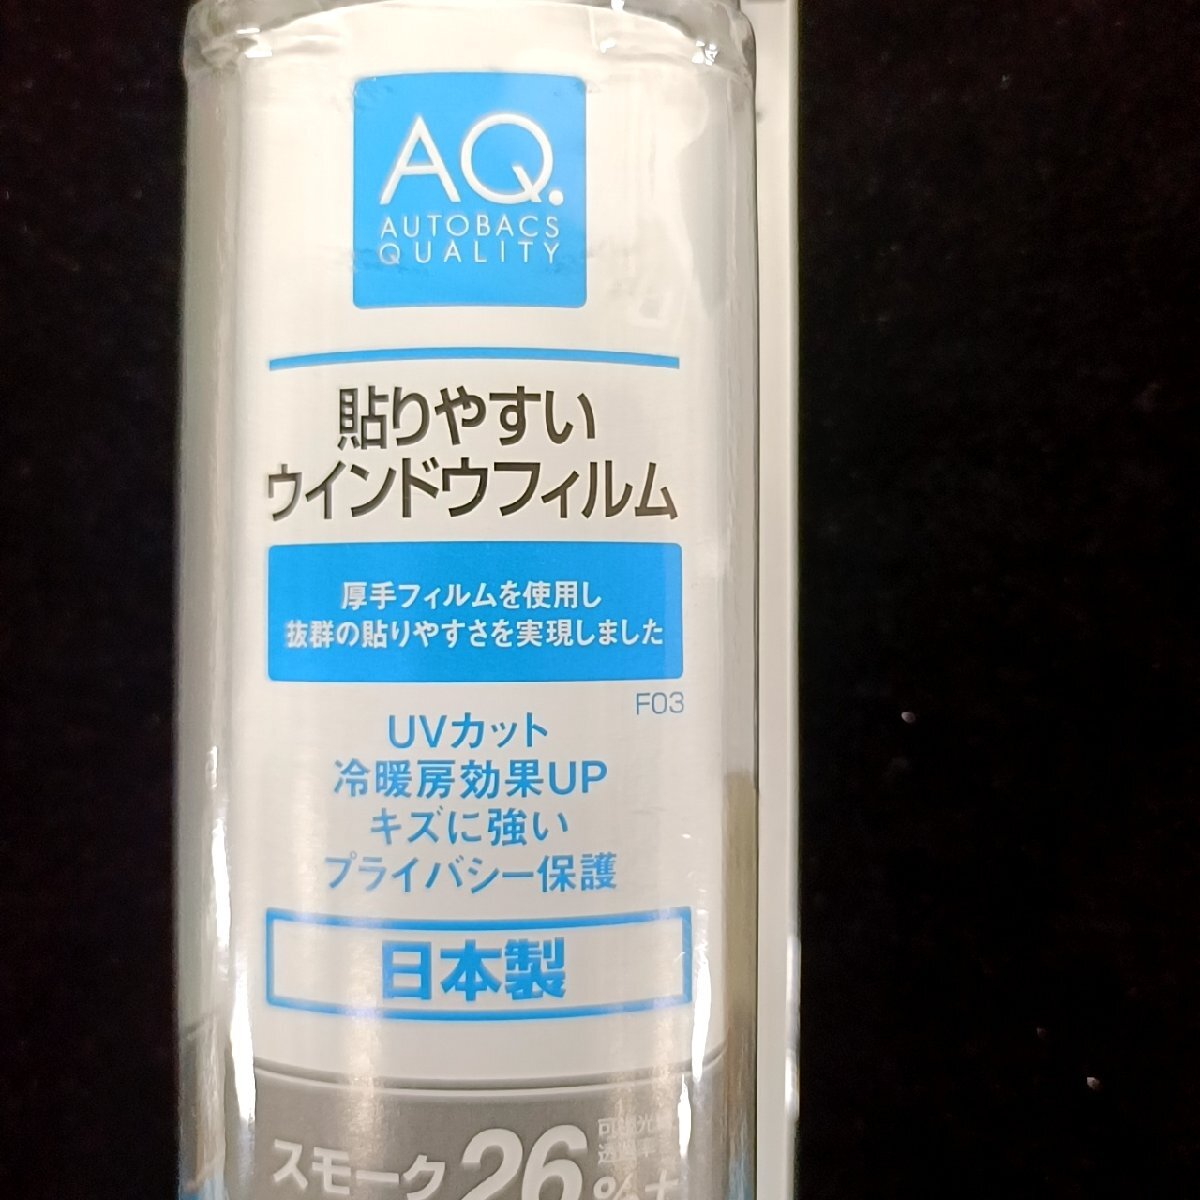 AQ.
AUTOBACS
QUALITY
貼りやすい
ウインドウフィルム
厚手フィルムを使用し
抜群の貼りやすさを実現しました
F03
UVカット
冷暖房効果UP
キズに強い
プライバシー保護
日本製
スモーク 26